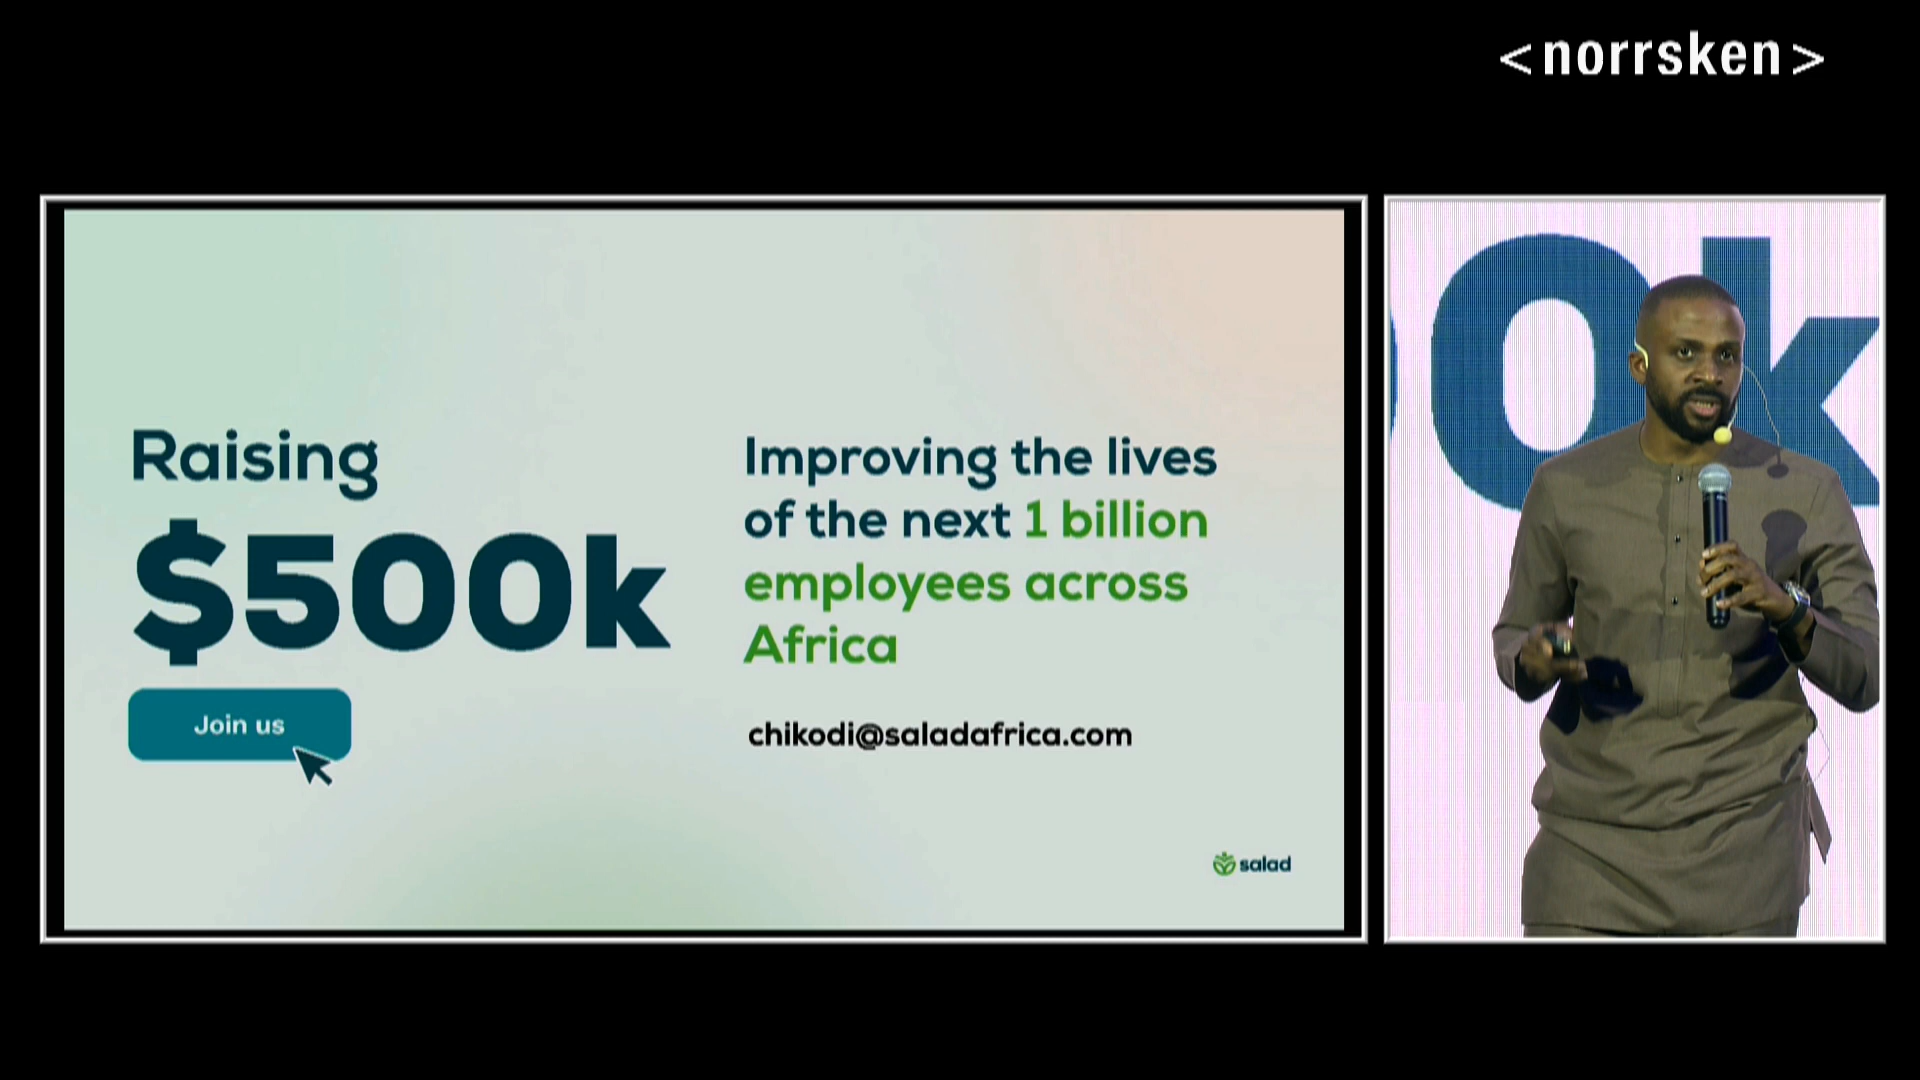 <norrsken>
Raising
$500k
Join us
Improving the lives
of the next 1 billion
employees across
Africa
chikodi@saladafrica.com
salad
0k